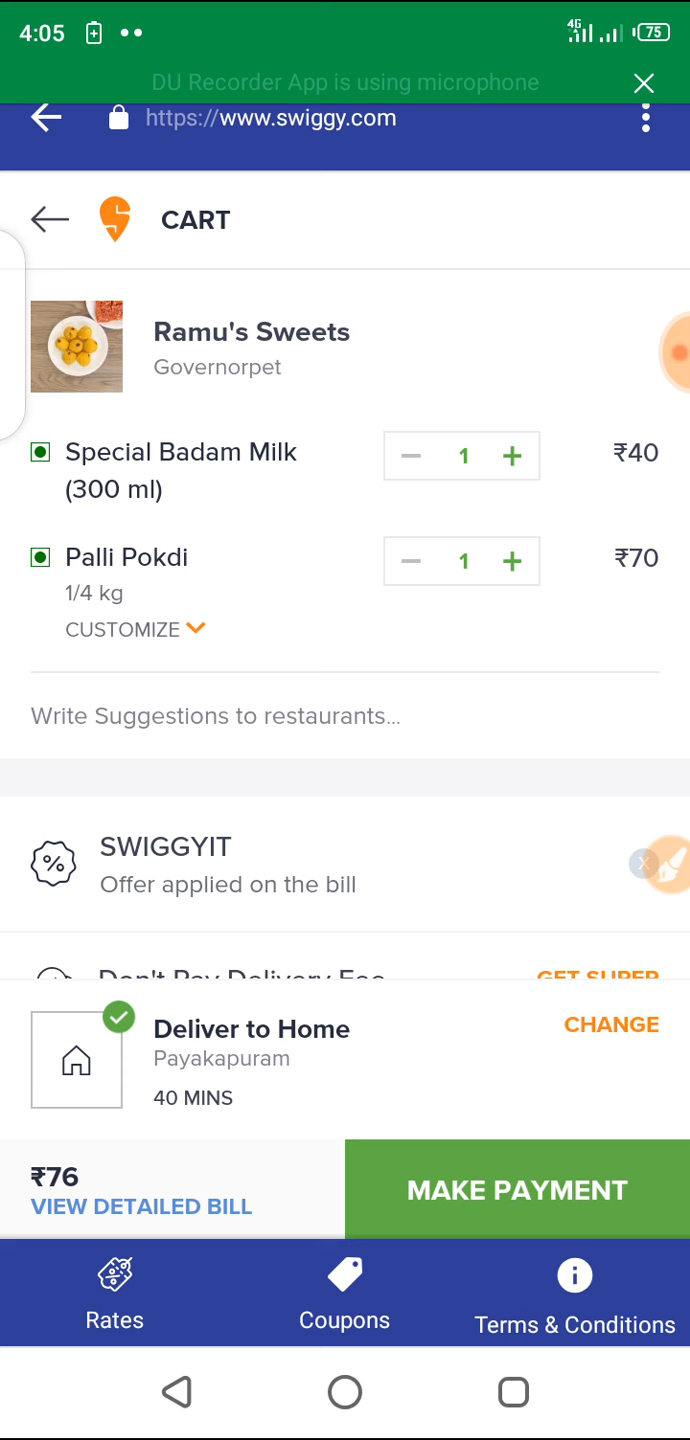 4:05
4G
75
DU Recorder App is using microphone
https://www.swiggy.com
CART
Ramu's Sweets
Governorpet
Special Badam Milk
(300 ml)
1
₹40
Palli Pokdi
1
₹70
1/4 kg
CUSTOMIZE
Write Suggestions to restaurants...
SWIGGYIT
Offer applied on the bill
Don't Pay Delivery Fee
GET SUPER
Deliver to Home
CHANGE
Payakapuram
40 MINS
₹76
VIEW DETAILED BILL
MAKE PAYMENT
Rates
Coupons
Terms & Conditions